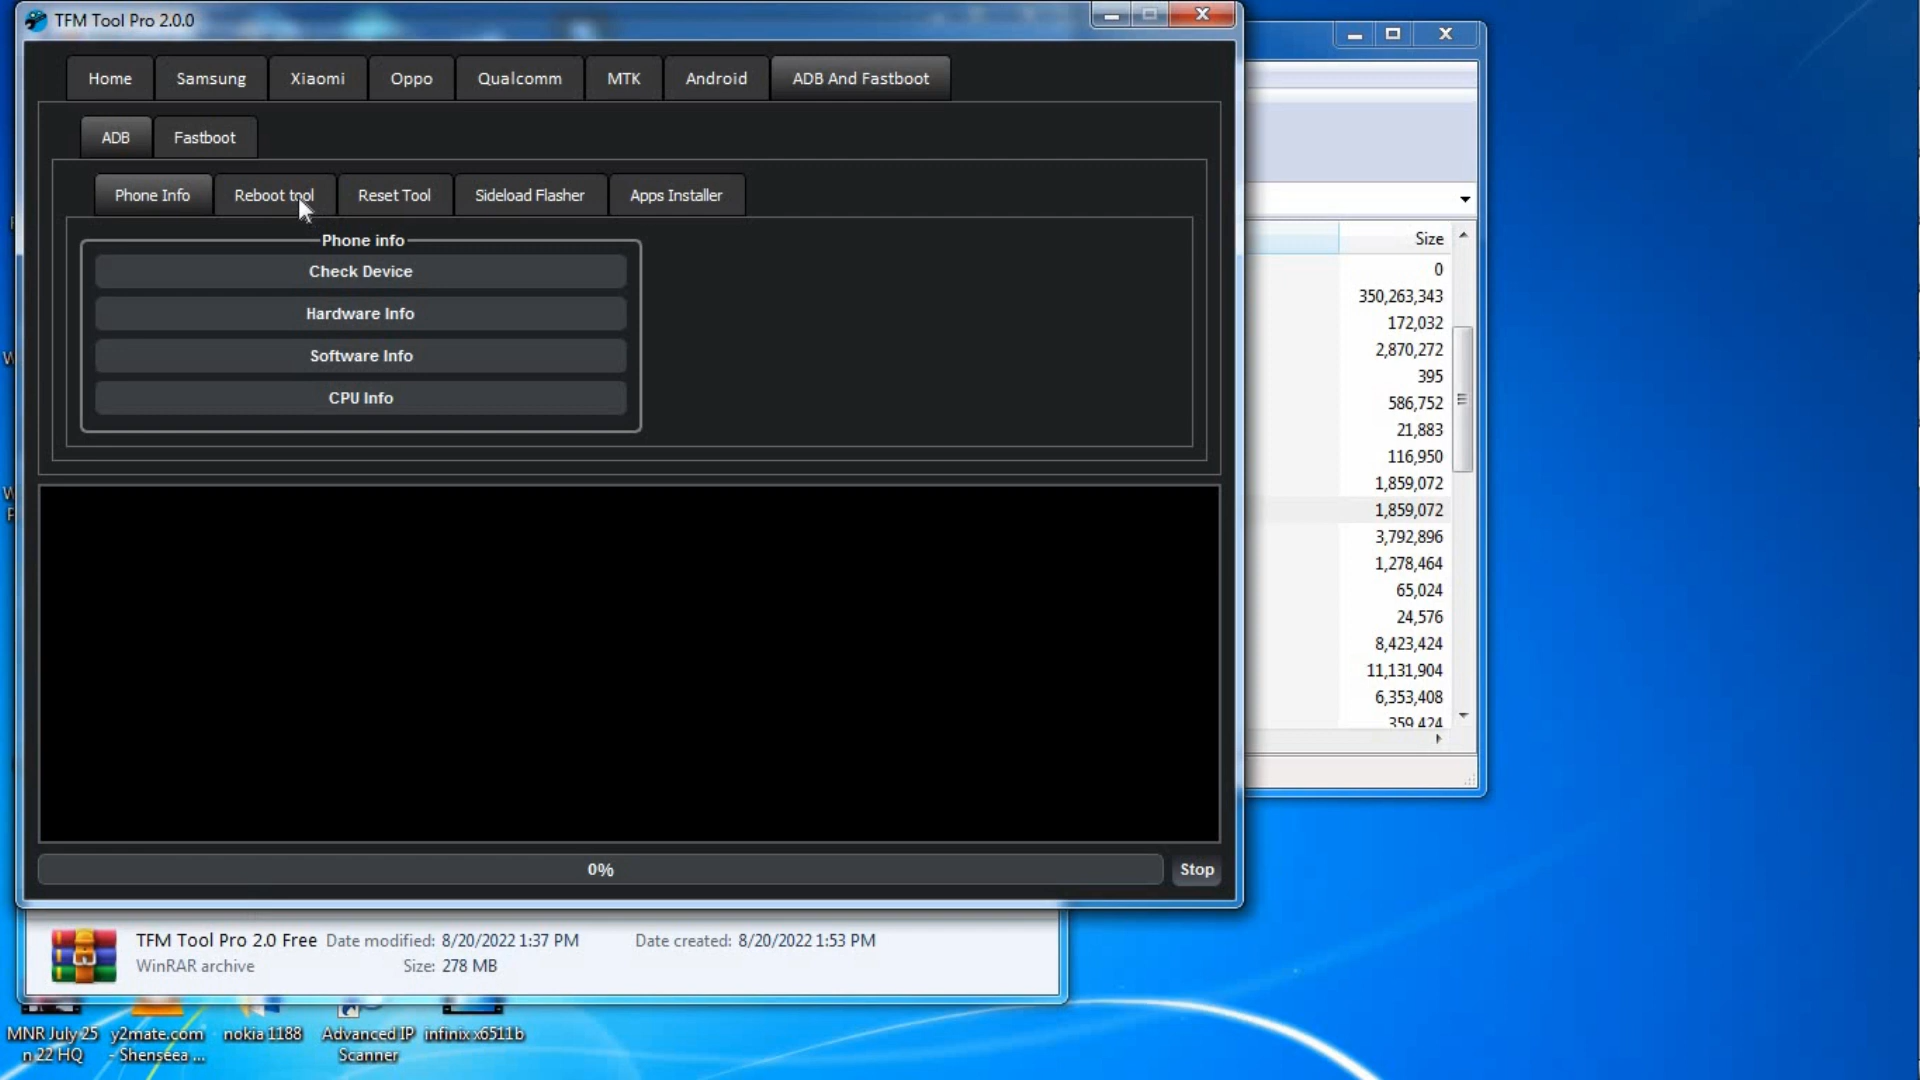 TFM Tool Pro 2.0.0
Home Samsung Xiaomi Oppo Qualcomm MTK Android ADB And Fastboot
ADB Fastboot
Phone Info Reboot tool Reset Tool Sideload Flasher Apps Installer
Phone info
Check Device
Hardware Info
Software Info
CPU Info
0%
Stop
Size
0
350,263,343
172,032
2,870,272
395
586,752
21,883
116,950
1,859,072
1,859,072
3,792,896
1,278,464
65,024
24,576
8,423,424
11,131,904
6,353,408
359,424
TFM Tool Pro 2.0 Free Date modified: 8/20/2022 1:37 PM Date created: 8/20/2022 1:53 PM
WinRAR archive Size: 278 MB
MNR July 25 y2mate.com nokia 1188 Advanced IP infinix x6511b
n 22 HQ - Shenseea ... Scanner